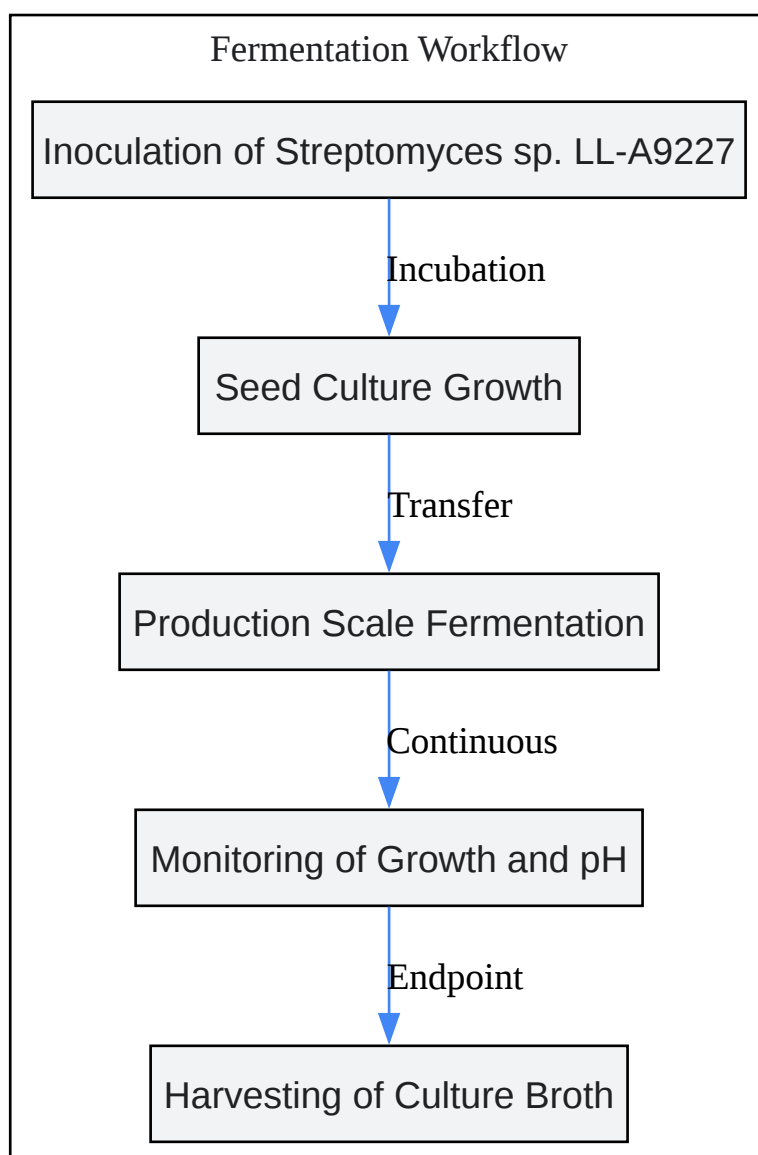 Fermentation Workflow
Inoculation of Streptomyces sp. LL-A9227
Incubation
Seed Culture Growth
Transfer
Production Scale Fermentation
Continuous
Monitoring of Growth and pH
Endpoint
Harvesting of Culture Broth